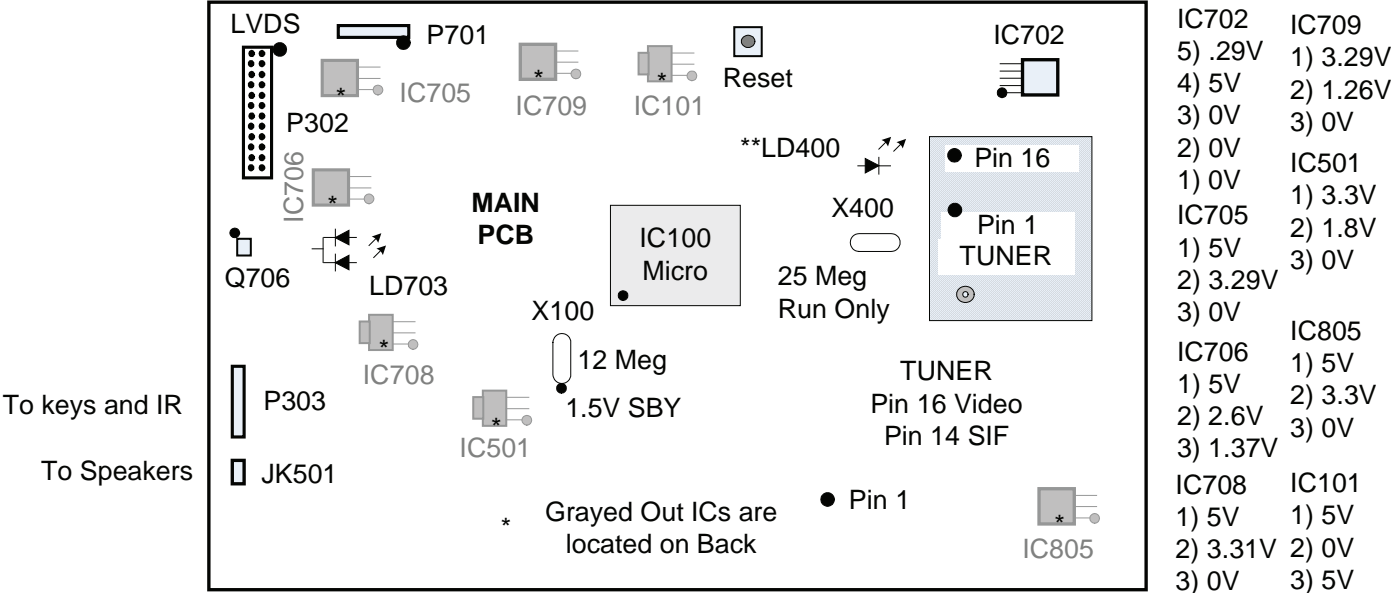 LVDS
P701
IC705
IC709
IC101
Reset
IC702
P302
**LD400
Pin 16
IC706
MAIN
PCB
X400
Pin 1
TUNER
IC100
Micro
Q706
LD703
25 Meg
Run Only
X100
12 Meg
IC708
1.5V SBY
TUNER
Pin 16 Video
Pin 14 SIF
To keys and IR
P303
IC501
To Speakers
JK501
* Grayed Out ICs are
located on Back
Pin 1
IC805
IC702
5) .29V
4) 5V
3) 0V
2) 0V
1) 0V
IC705
1) 5V
2) 3.29V
3) 0V
IC706
1) 5V
2) 2.6V
3) 1.37V
IC708
1) 5V
2) 3.31V
3) 0V
IC709
1) 3.29V
2) 1.26V
3) 0V
IC501
1) 3.3V
2) 1.8V
3) 0V
IC805
1) 5V
2) 3.3V
3) 0V
IC101
1) 5V
2) 0V
3) 5V